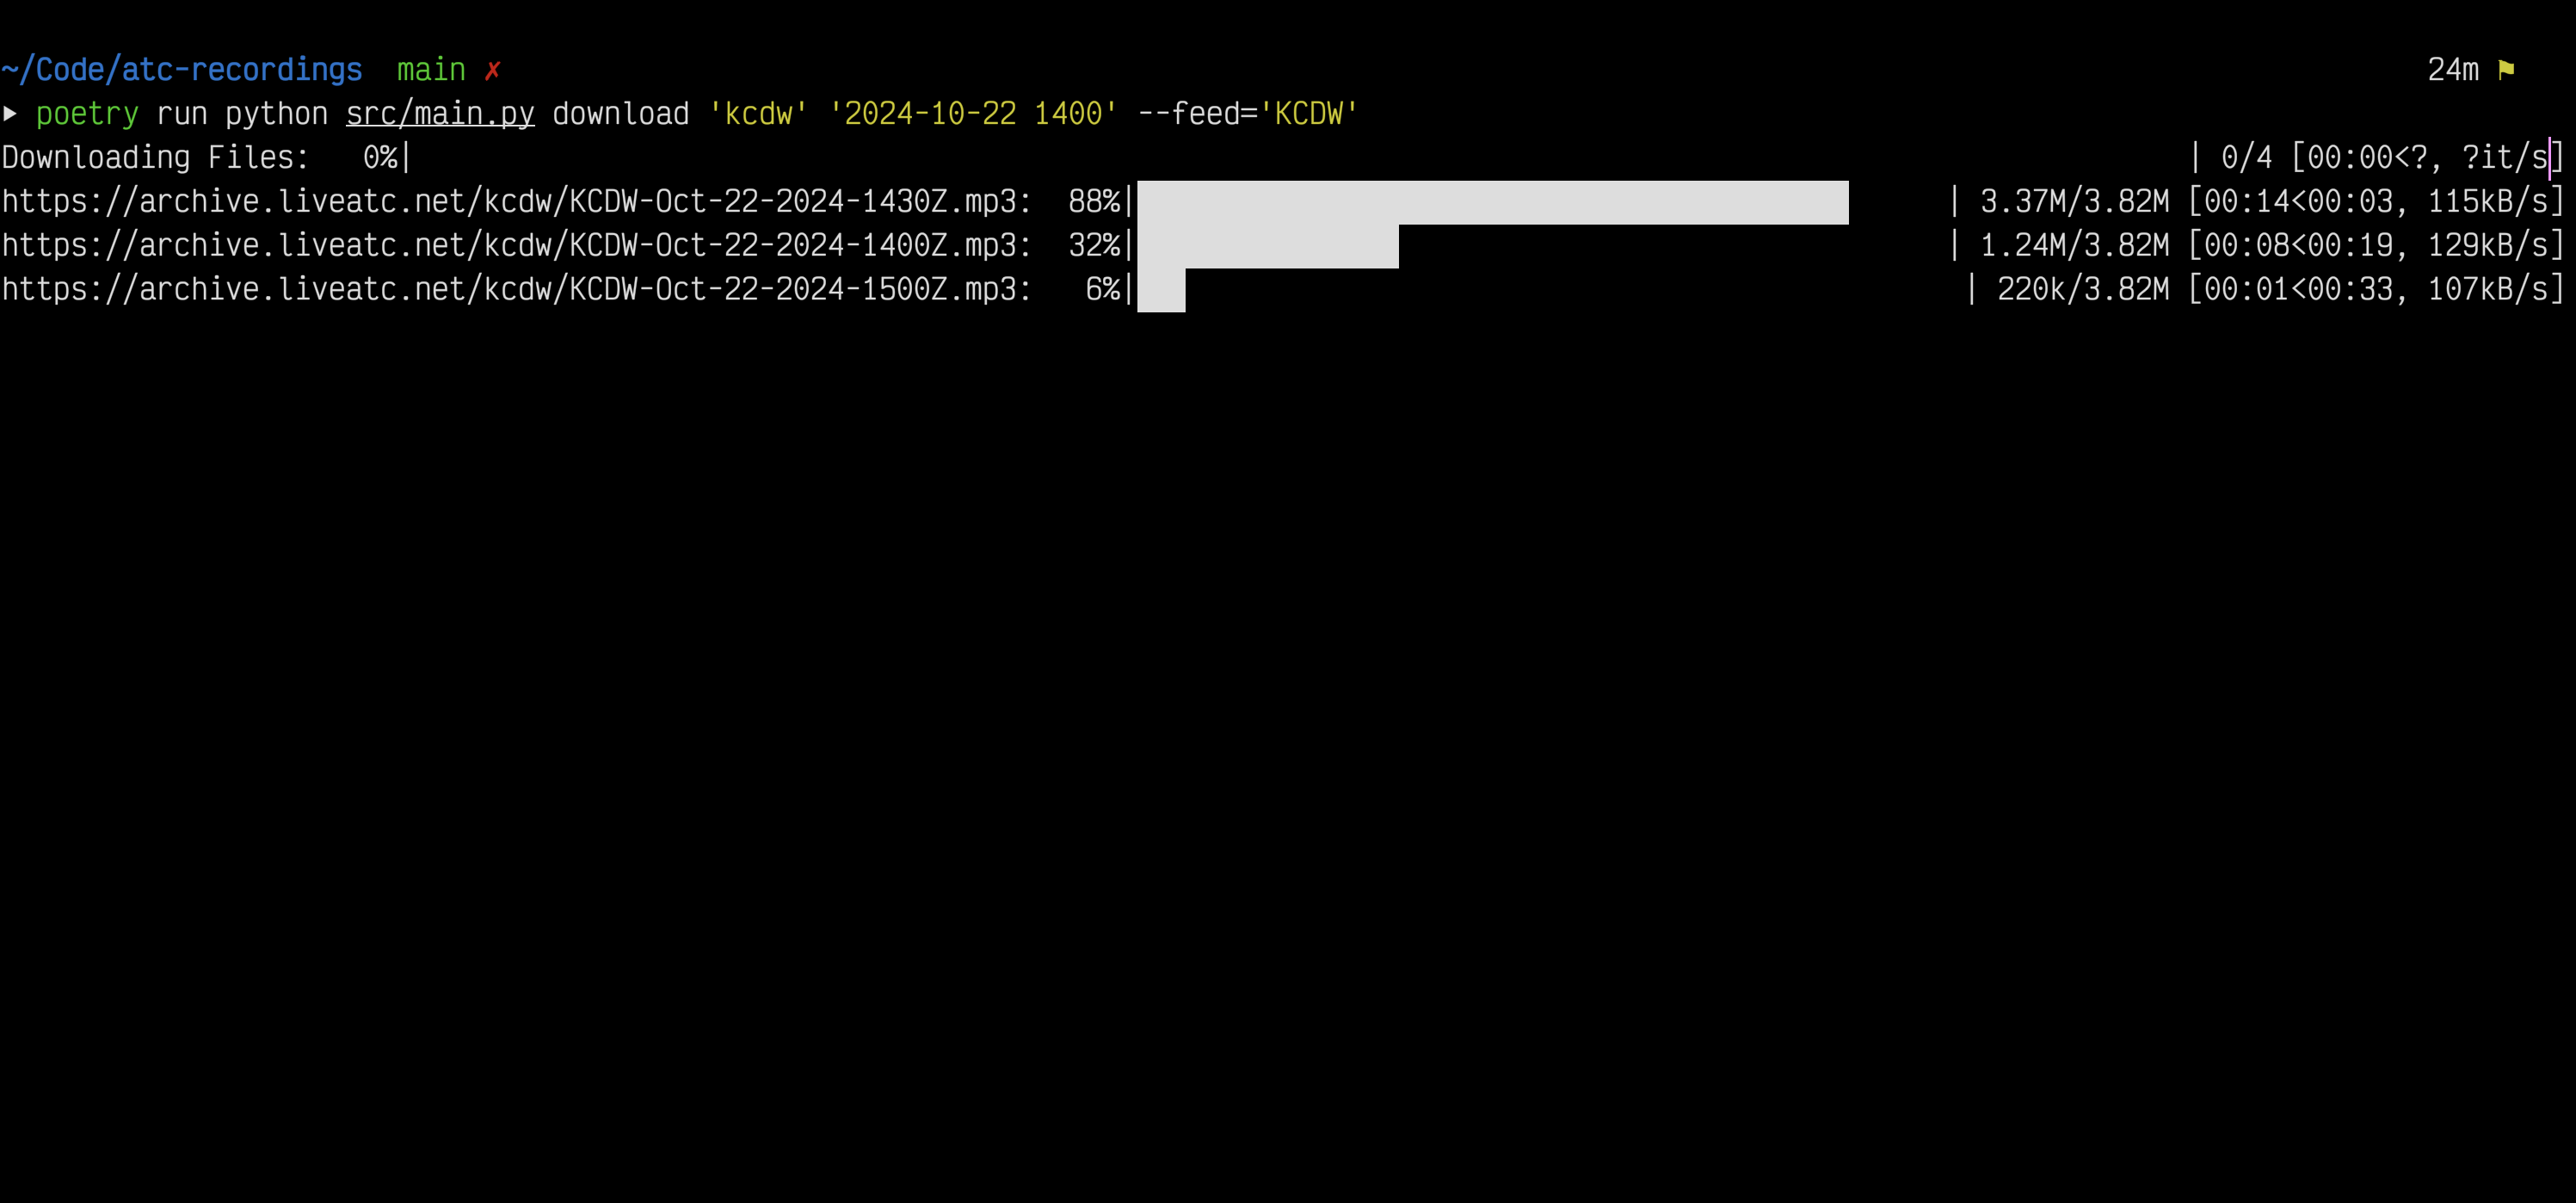 ~/Code/atc-recordings  main ✗ 24m ⚑
▶ poetry run python src/main.py download 'kcdw' '2024-10-22 1400' --feed='KCDW'
Downloading Files:   0%| | 0/4 [00:00<?, ?it/s]
https://archive.liveatc.net/kcdw/KCDW-Oct-22-2024-1430Z.mp3:  88%| | 3.37M/3.82M [00:14<00:03, 115kB/s]
https://archive.liveatc.net/kcdw/KCDW-Oct-22-2024-1400Z.mp3:  32%| | 1.24M/3.82M [00:08<00:19, 129kB/s]
https://archive.liveatc.net/kcdw/KCDW-Oct-22-2024-1500Z.mp3:   6%| | 220k/3.82M [00:01<00:33, 107kB/s]